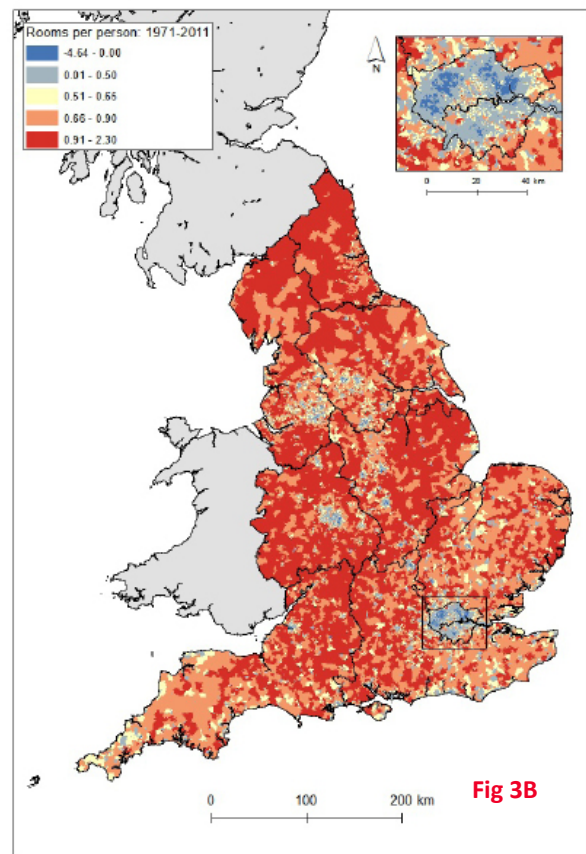 Rooms per person: 1971-2011
-4.64 - 0.00
0.01 - 0.50
0.51 - 0.65
0.66 - 0.90
0.91 - 2.30
N
0 20 40 km
Fig 3B
0 100 200 km